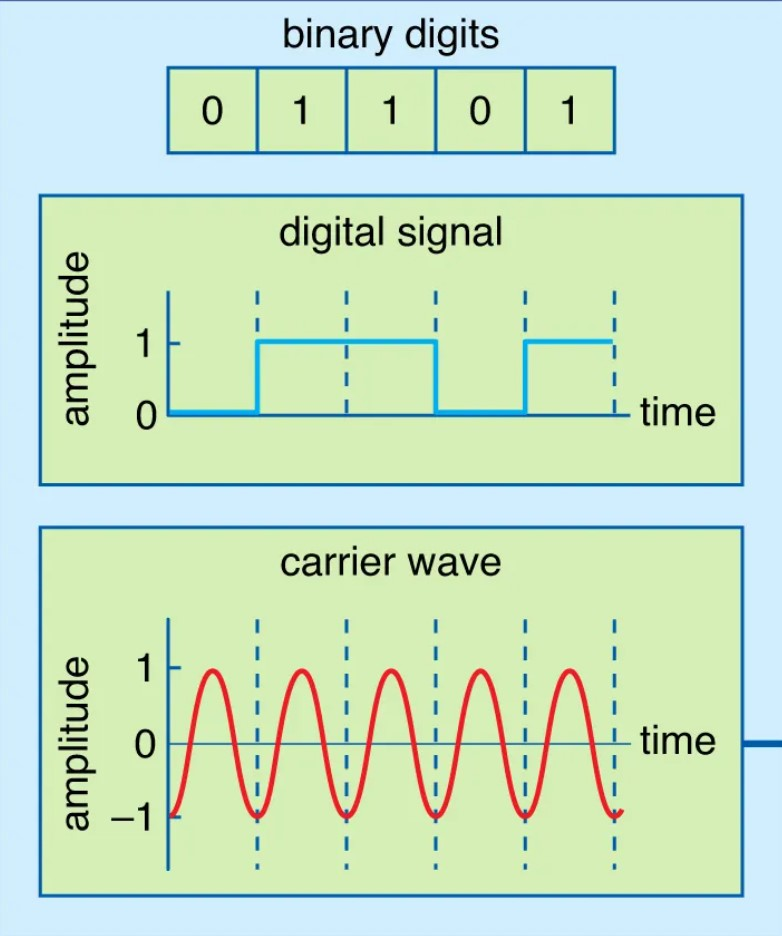 binary digits
0 1 1 0 1
digital signal
amplitude
1
0
time
carrier wave
amplitude
1
0
–1
time